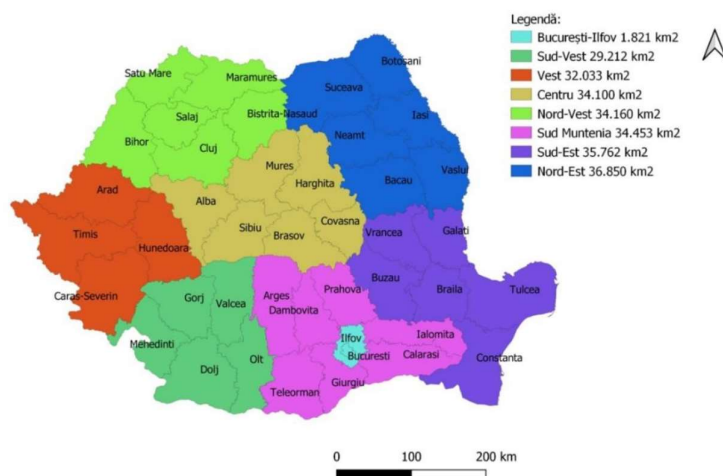 Legendă:
București-Ilfov 1.821 km2
Sud-Vest 29.212 km2
Vest 32.033 km2
Centru 34.100 km2
Nord-Vest 34.160 km2
Sud Muntenia 34.453 km2
Sud-Est 35.762 km2
Nord-Est 36.850 km2
Botosani
Satu Mare
Maramures
Suceava
Salaj
Bistrita-Nasaud
Iasi
Bihor
Cluj
Neamt
Mures
Vaslui
Bacau
Harghita
Arad
Alba
Covasna
Timis
Sibiu
Brasov
Vrancea
Galati
Hunedoara
Buzau
Braila
Tulcea
Caras-Severin
Gorj
Valcea
Arges
Prahova
Dambovita
Mehedinti
Ilfov
Ialomita
Olt
Bucuresti
Calarasi
Constanta
Dolj
Giurgiu
Teleorman
0 100 200 km